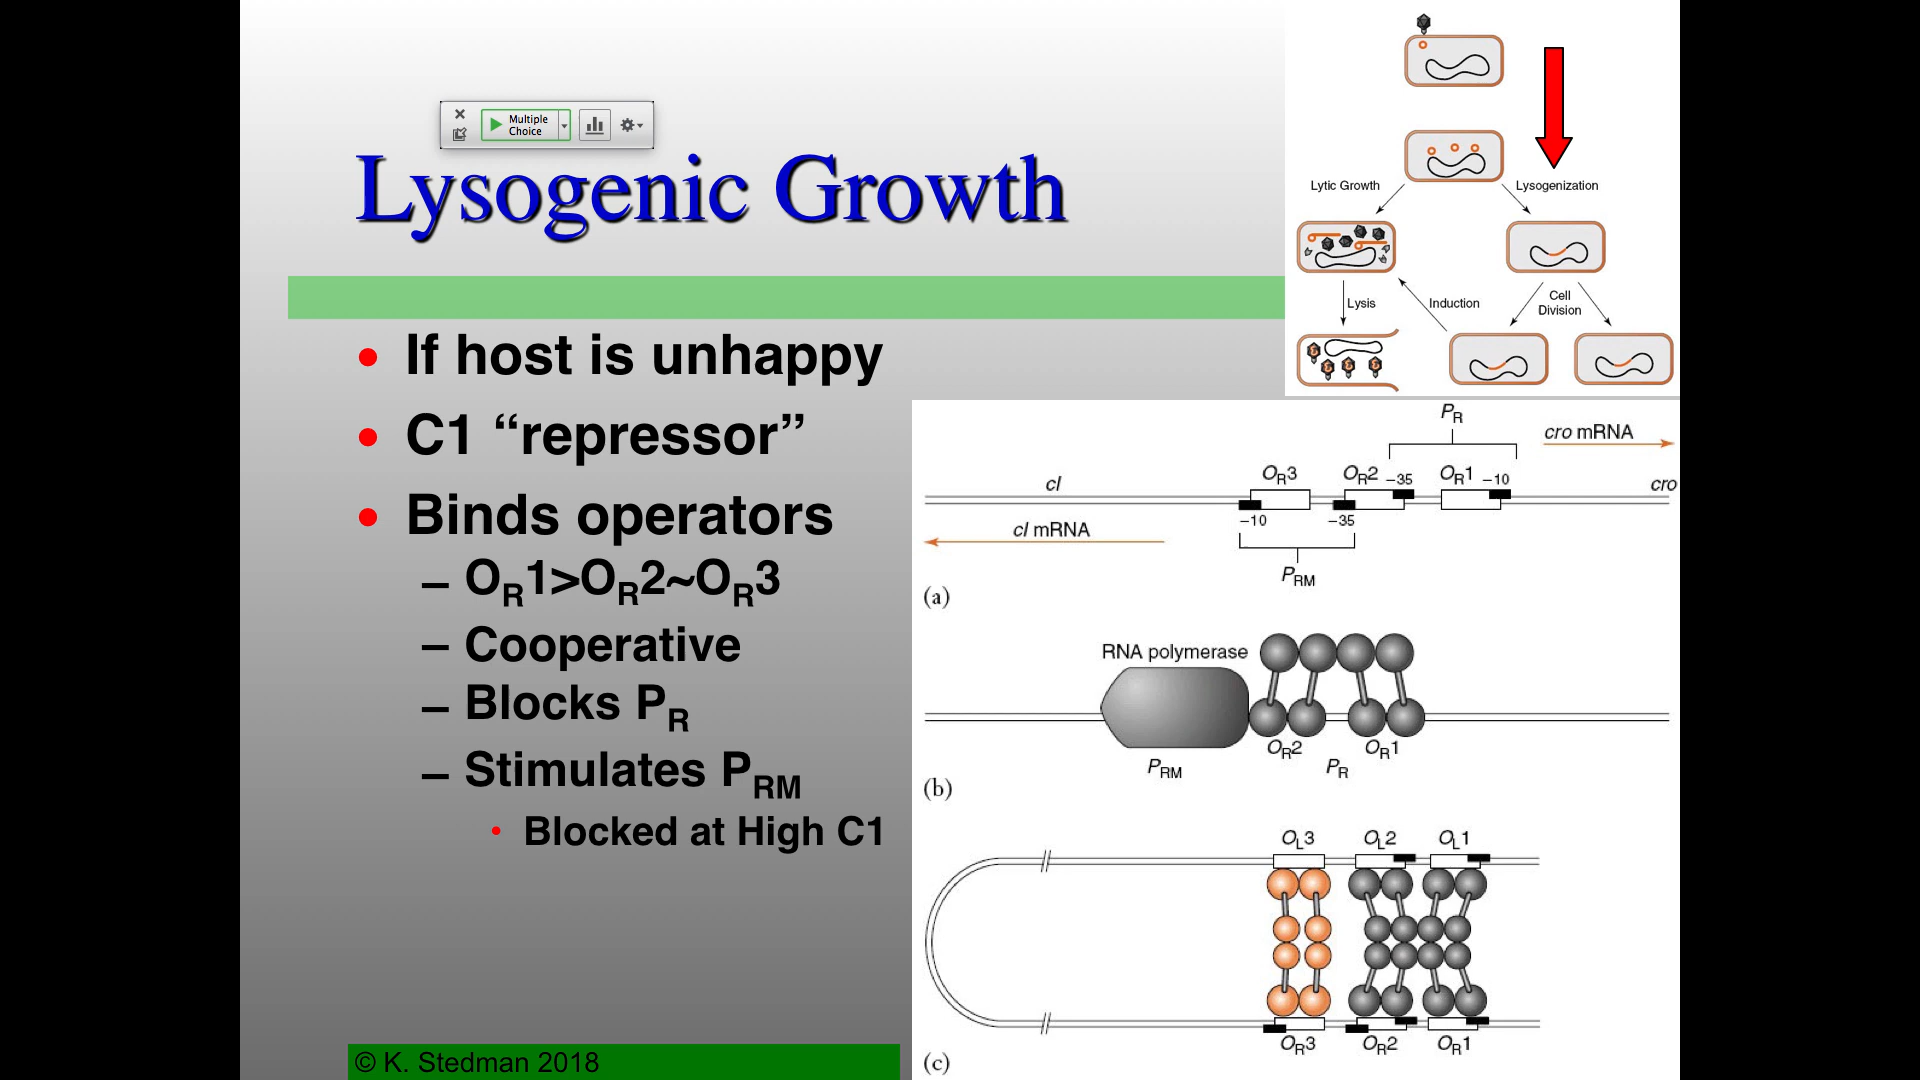 Multiple
Choice
Lysogenic Growth
• If host is unhappy
• C1 “repressor”
• Binds operators
– OR1>OR2~OR3
– Cooperative
– Blocks PR
– Stimulates PRM
• Blocked at High C1
© K. Stedman 2018
Lytic Growth
Lysogenization
Lysis
Induction
Cell
Division
PR
cro mRNA
cI
OR3
OR2
−35
OR1
−10
cro
−10
−35
cI mRNA
PRM
(a)
RNA polymerase
OR2
OR1
PRM
PR
(b)
OL3
OL2
OL1
OR3
OR2
OR1
(c)